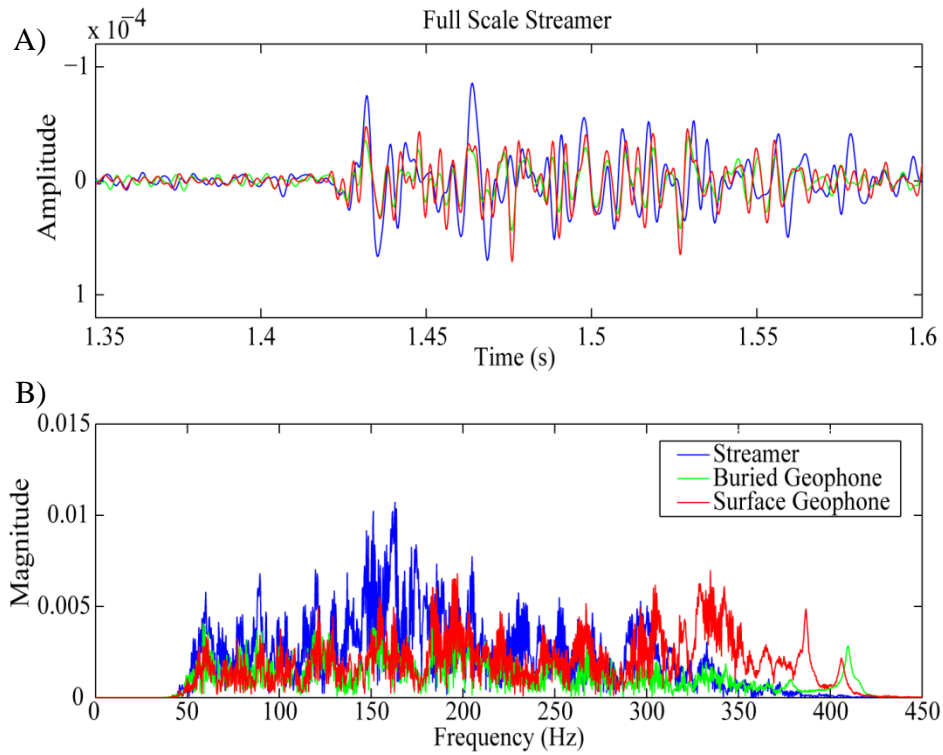 A)
x 10⁻⁴
Full Scale Streamer
−1
0
1
Amplitude
1.35 1.4 1.45 1.5 1.55 1.6
Time (s)
B)
0.015
0.01
0.005
0
Magnitude
Streamer
Buried Geophone
Surface Geophone
0 50 100 150 200 250 300 350 400 450
Frequency (Hz)